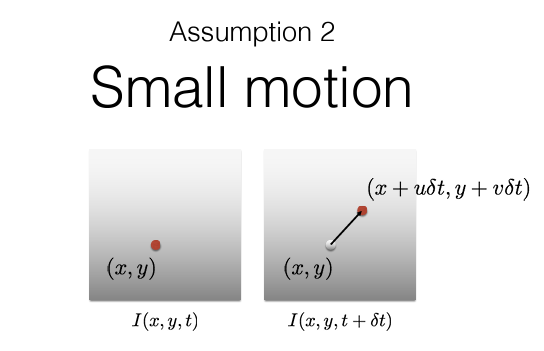 Assumption 2
Small motion
(x + uδt, y + vδt)
(x, y)
(x, y)
I(x, y, t)
I(x, y, t + δt)